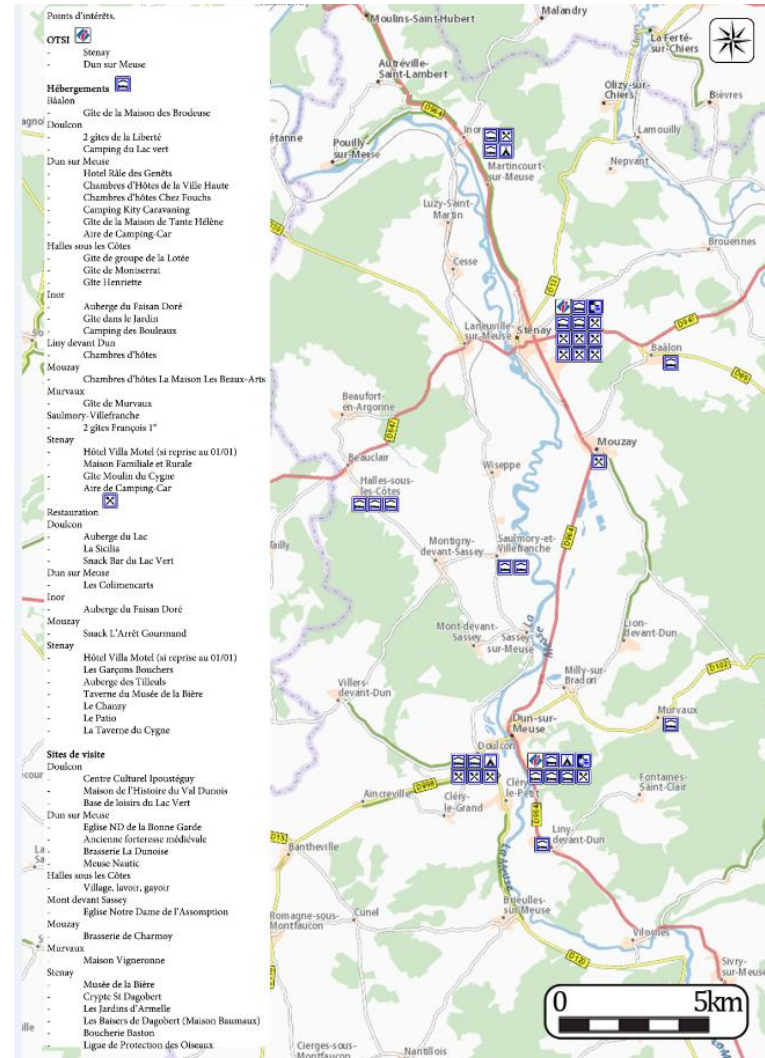 Points d'intérêts.
OTSI
- Stenay
- Dun sur Meuse
Hébergements
Bâalon
- Gîte de la Maison des Brodeuse
Doulcon
- 2 gîtes de la Liberté
- Camping du Lac vert
Dun sur Meuse
- Hotel Râle des Genêts
- Chambres d'Hôtes de la Ville Haute
- Chambres d'hôtes Chez Fouchs
- Camping Kity Caravaning
- Gîte de la Maison de Tante Hélène
- Aire de Camping-Car
Halles sous les Côtes
- Gite de groupe de la Lotée
- Gîte de Montserrat
- Gîte Henriette
Inor
- Auberge du Faisan Doré
- Gîte dans le Jardin
- Camping des Bouleaux
Liny devant Dun
- Chambres d'hôtes
Mouzay
- Chambres d'hôtes La Maison Les Beaux-Arts
Murvaux
- Gîte de Murvaux
Saulmory-Villefranche
- 2 gîtes François 1°
Stenay
- Hôtel Villa Motel (si reprise au 01/01)
- Maison Familiale et Rurale
- Gîte Moulin du Cygne
- Aire de Camping-Car
Restauration
Doulcon
- Auberge du Lac
- La Sicilia
- Snack Bar du Lac Vert
Dun sur Meuse
- Les Colimencarts
Inor
- Auberge du Faisan Doré
Mouzay
- Snack L'Arrêt Gourmand
Stenay
- Hôtel Villa Motel (si reprise au 01/01)
- Les Garçons Bouchers
- Auberge des Tilleuls
- Taverne du Musée de la Bière
- Le Chanzy
- Le Patio
- La Taverne du Cygne
Sites de visite
Doulcon
- Centre Culturel Ipoustéguy
- Maison de l'Histoire du Val Dunois
- Base de loisirs du Lac Vert
Dun sur Meuse
- Eglise ND de la Bonne Garde
- Ancienne forteresse médiévale
- Brasserie La Dunoise
- Meuse Nautic
Halles sous les Côtes
- Village, lavoir, gayoir
Mont devant Sassey
- Eglise Notre Dame de l'Assomption
Mouzay
- Brasserie de Charmoy
Murvaux
- Maison Vigneronne
Stenay
- Musée de la Bière
- Crypte St Dagobert
- Les Jardins d'Armelle
- Les Baisers de Dagobert (Maison Baumaux)
- Boucherie Baston
- Ligue de Protection des Oiseaux
Moulins-Saint-Hubert
Malandry
La Ferté-
sur-Chiers
Chiers
Autréville-
Saint-Lambert
Olizy-sur-
Chiers
Bièvres
D964
Inor
Lamouilly
étanne
Pouilly
sur-Meuse
Martincourt-
sur-Meuse
Nepvant
Luzy-Saint-
Martin
Brouennes
Cesse
D13
Laneuville-
sur-Meuse
Stenay
D947
Baâlon
D69
Beaufort-
en-Argonne
D947
Mouzay
Beauclair
Wiseppe
Halles-sous-
les-Côtes
D964
Tailly
Montigny-
devant-Sassey
Saulmory-et-
Villefranche
Mont-devant-
Sassey
Sassey-
sur-Meuse
La Meuse
Lion-
devant-Dun
Villers-
devant-Dun
Milly-sur-
Bradon
D102
Murvaux
Dun-sur-
Meuse
Doulcon
D998
Aincreville
Cléry-
le-Grand
Cléry-
le-Petit
Fontaines-
Saint-Clair
D964
D15
Bantheville
Liny-
devant-Dun
La Meuse
Romagne-sous-
Montfaucon
Cunel
Brieulles-
sur-Meuse
Vilosnes
D123
Sivry-
sur-Meuse
0 5km
Cierges-sous-
Montfaucon
Nantillois